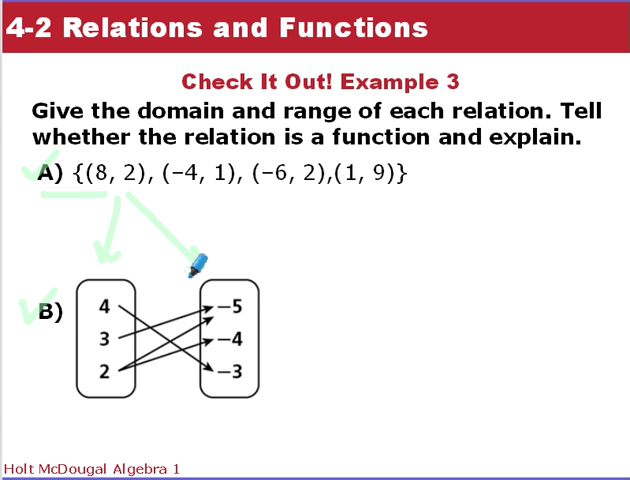 4-2 Relations and Functions
Check It Out! Example 3
Give the domain and range of each relation. Tell
whether the relation is a function and explain.
A) {(8, 2), (–4, 1), (–6, 2),(1, 9)}
B)
4 –5
3 –4
2 –3
Holt McDougal Algebra 1